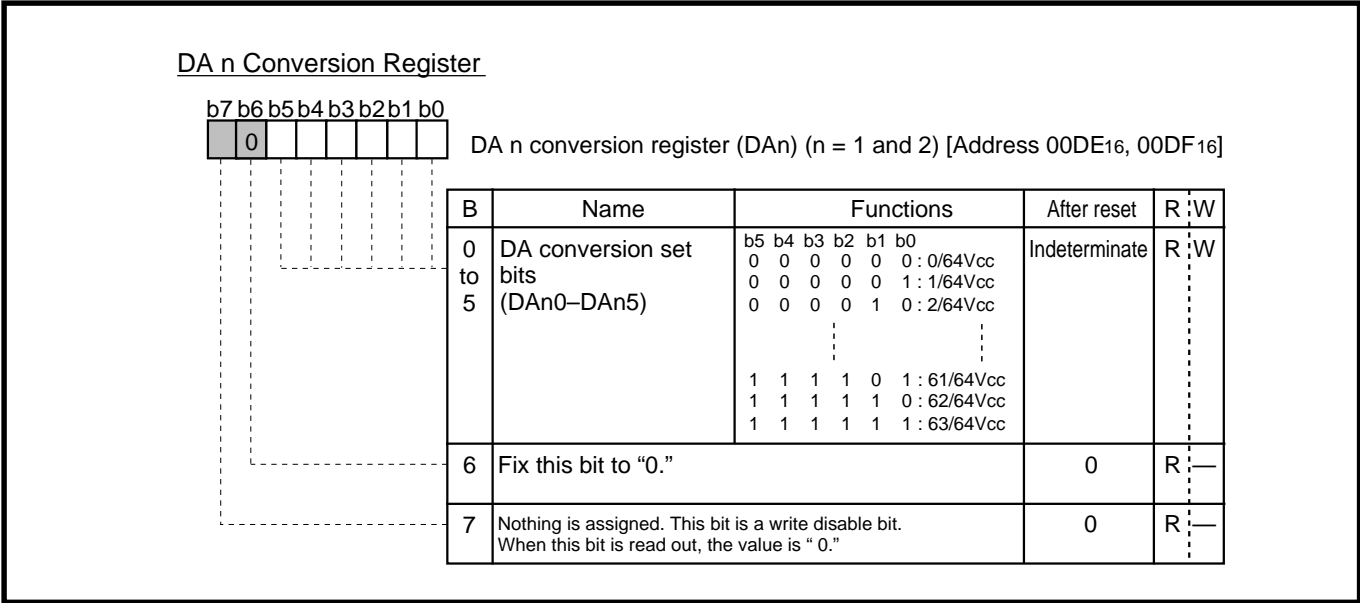 DA n Conversion Register
b7 b6 b5 b4 b3 b2 b1 b0
0
DA n conversion register (DAn) (n = 1 and 2) [Address 00DE16, 00DF16]
B Name Functions After reset R W
0 to 5
DA conversion set bits (DAn0–DAn5)
b5 b4 b3 b2 b1 b0
0 0 0 0 0 0 : 0/64Vcc
0 0 0 0 0 1 : 1/64Vcc
0 0 0 0 1 0 : 2/64Vcc
1 1 1 1 0 1 : 61/64Vcc
1 1 1 1 1 0 : 62/64Vcc
1 1 1 1 1 1 : 63/64Vcc
Indeterminate R W
6 Fix this bit to “0.” 0 R —
7 Nothing is assigned. This bit is a write disable bit.
When this bit is read out, the value is “ 0.”
0 R —